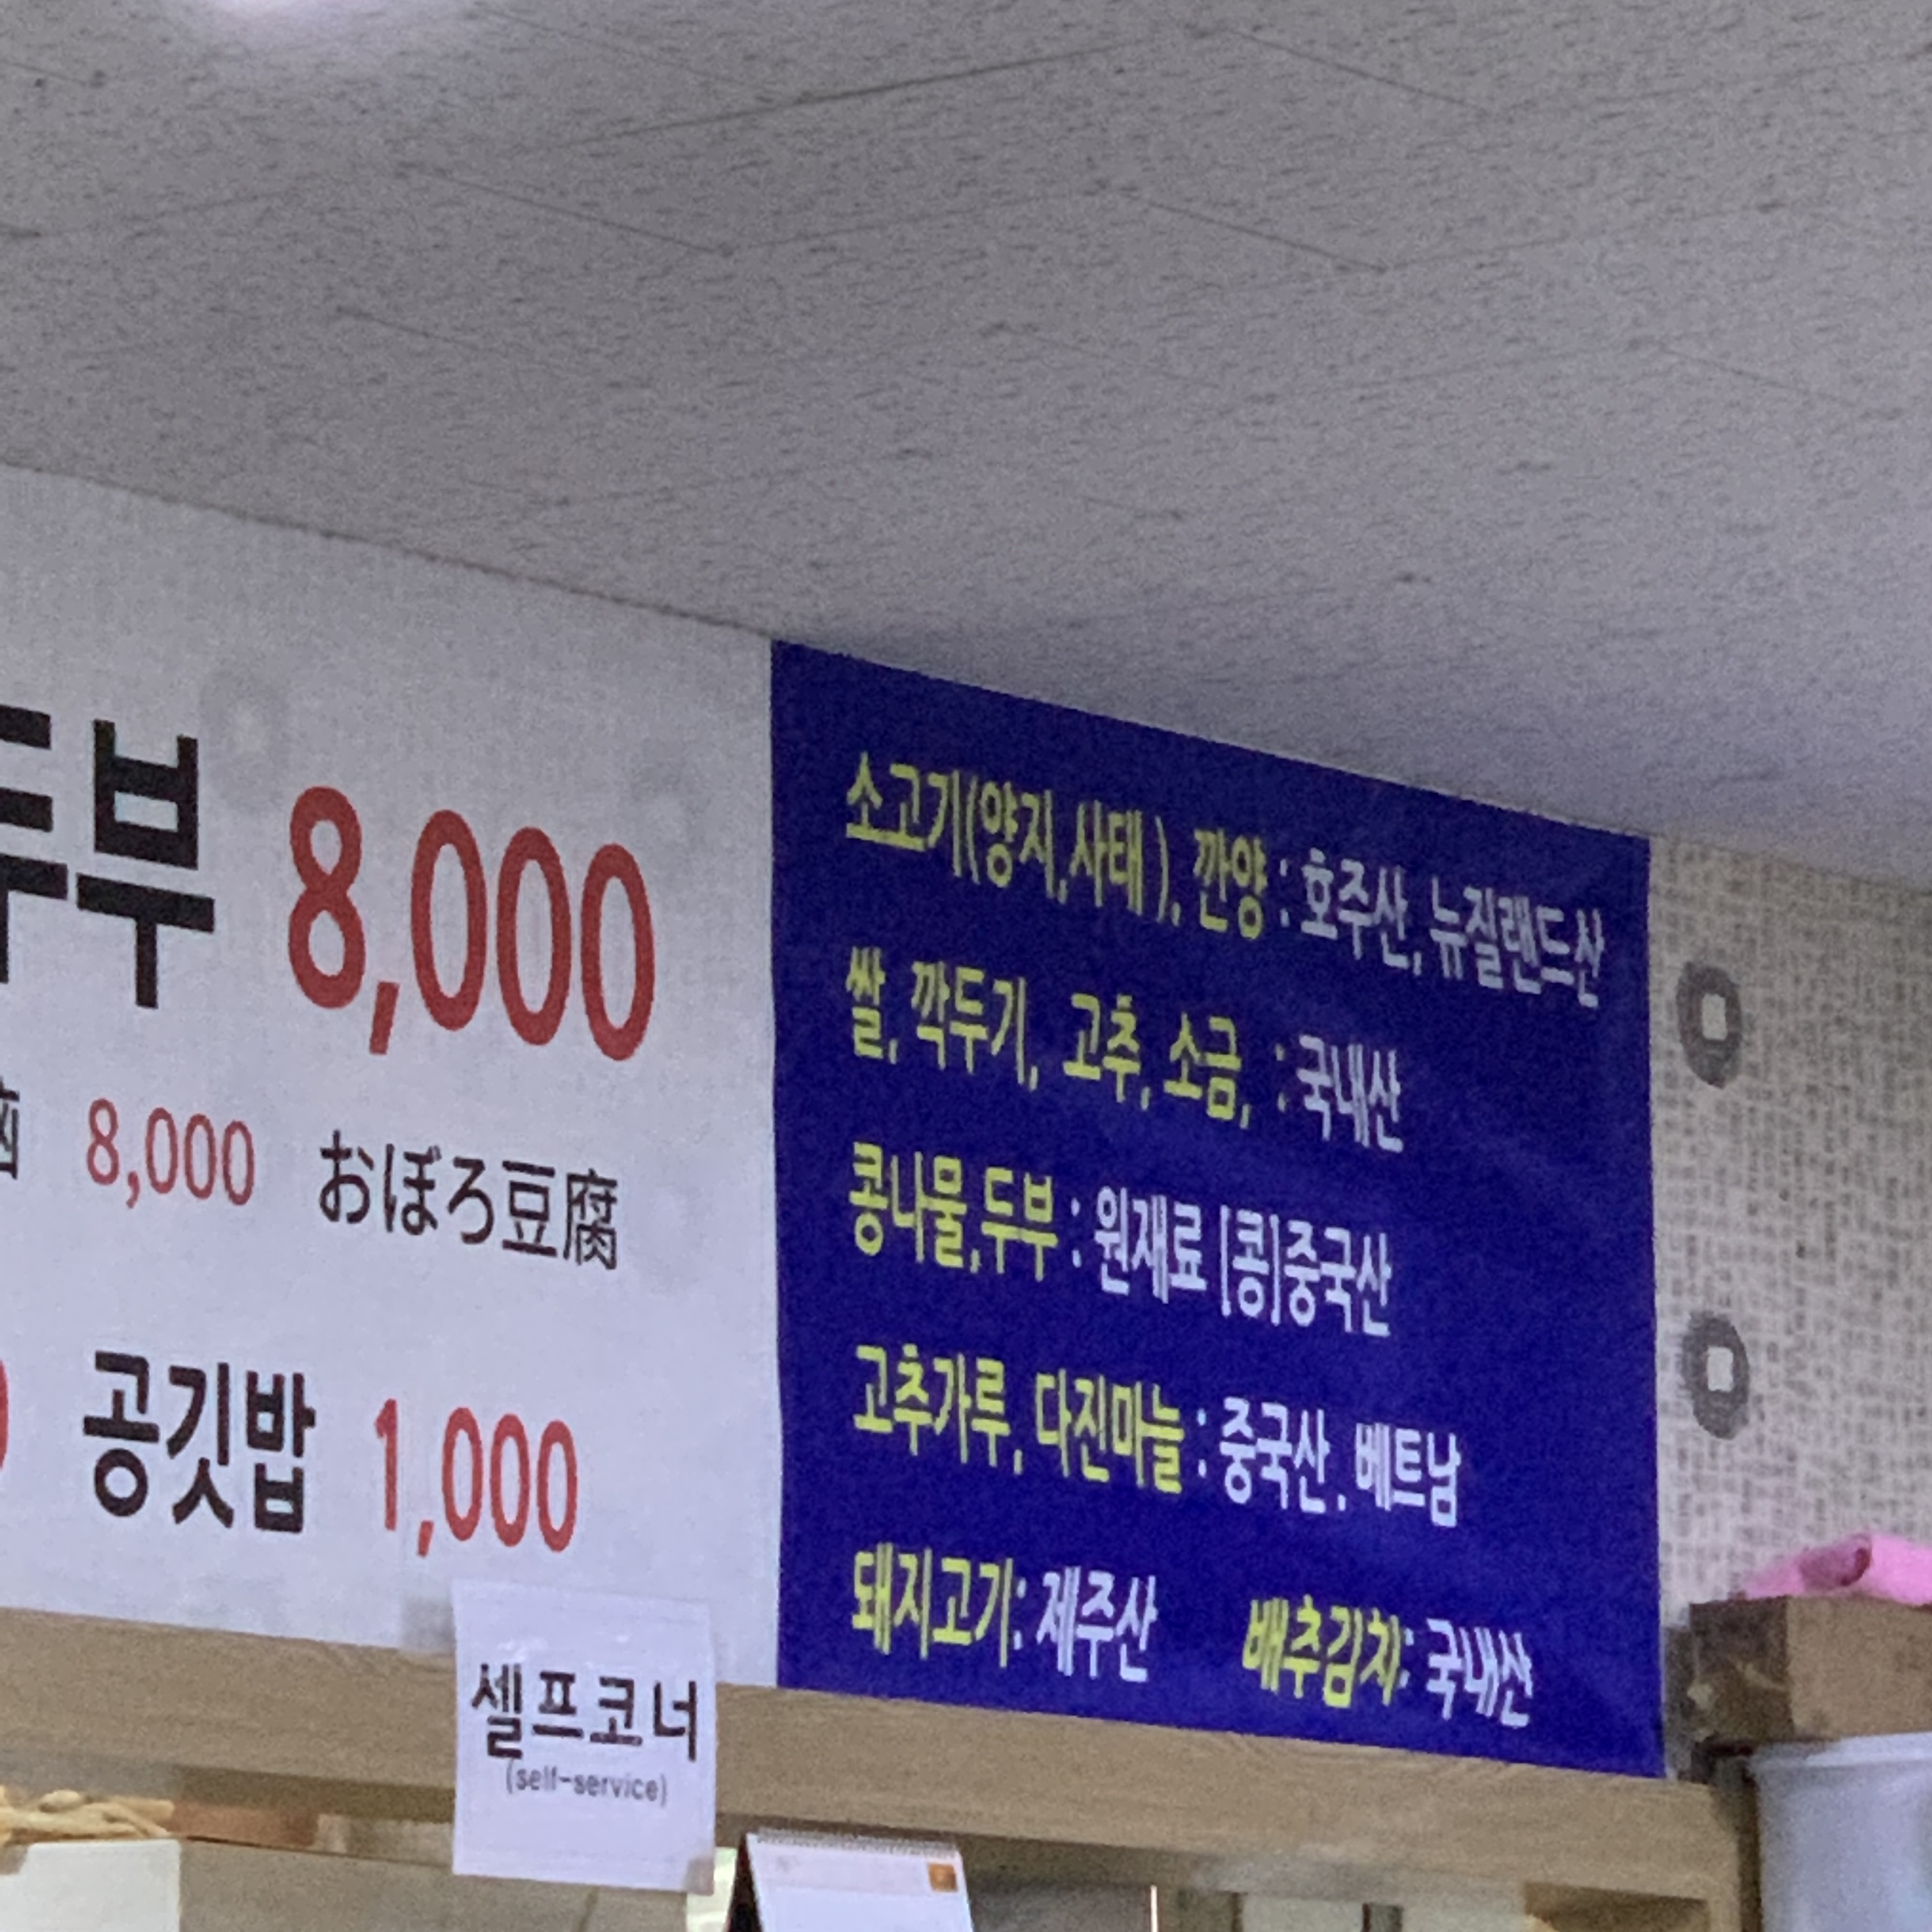 두부 8,000
8,000 おぼろ豆腐
공깃밥 1,000
소고기(양지,사태), 깐양 : 호주산, 뉴질랜드산
쌀, 깍두기, 고추, 소금, : 국내산
콩나물,두부 : 원재료 [콩]중국산
고추가루, 다진마늘 : 중국산, 베트남
돼지고기: 제주산 배추김치: 국내산
셀프코너
(self-service)